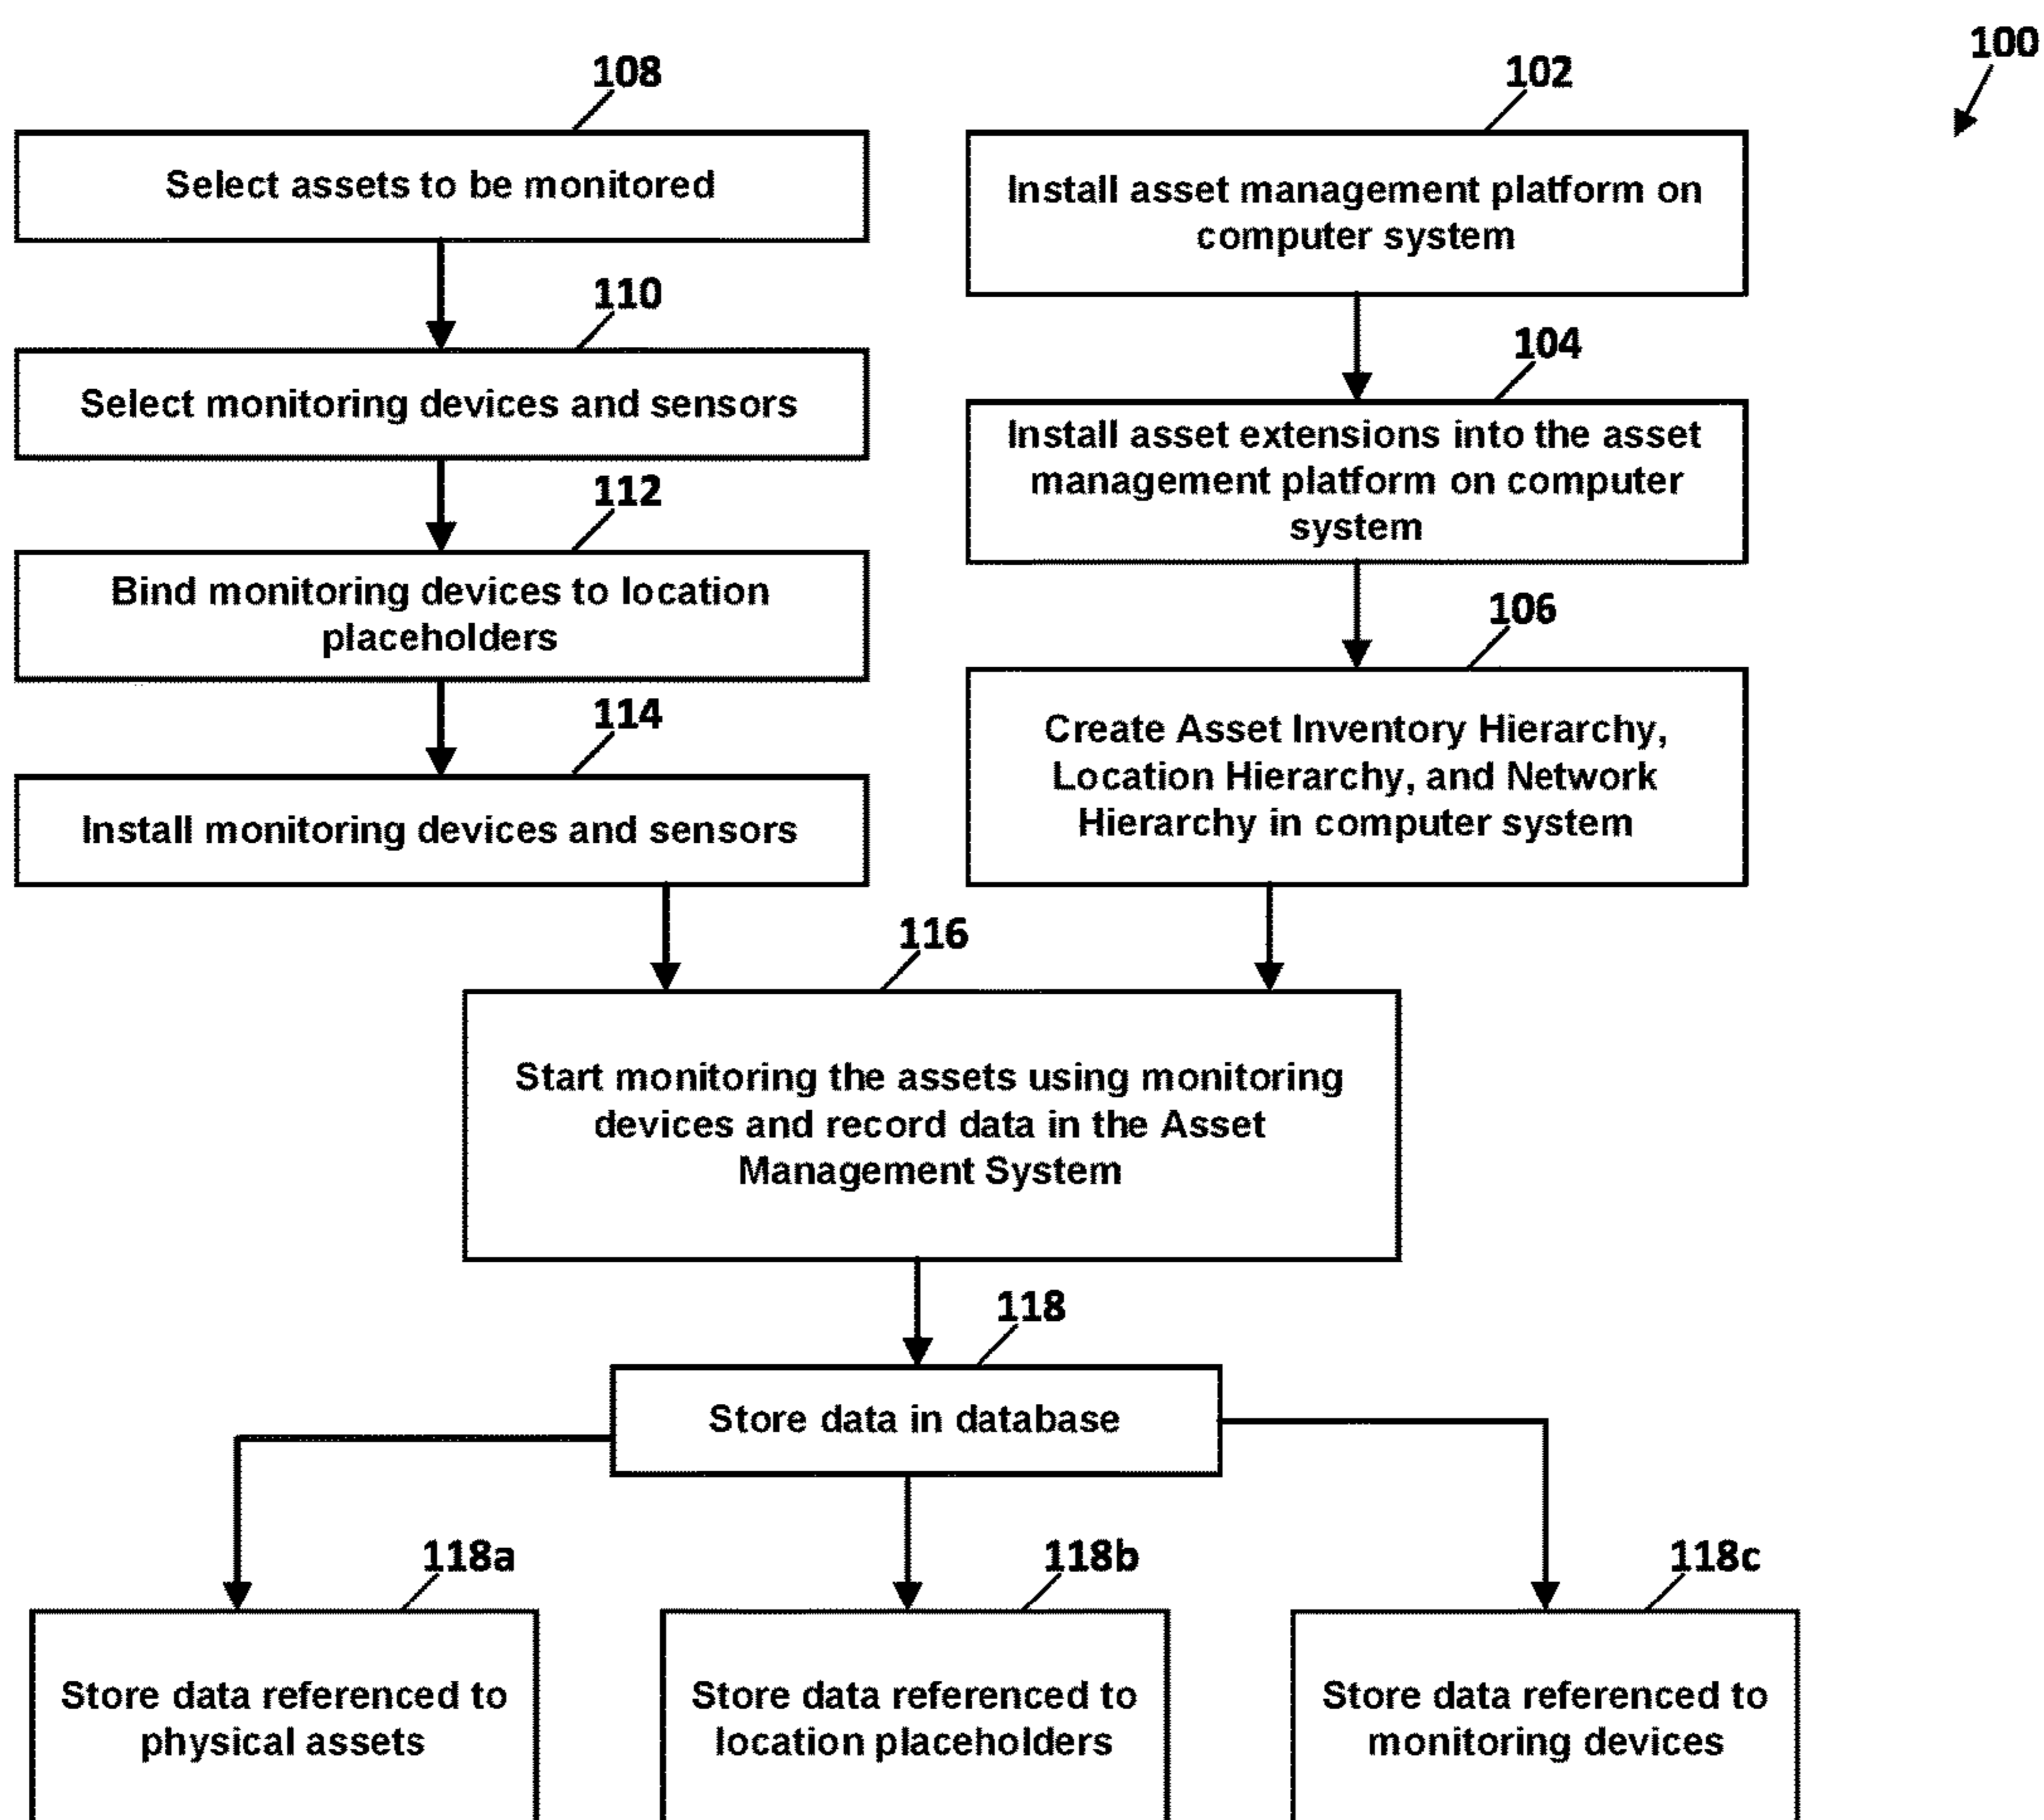 100
108
Select assets to be monitored
110
Select monitoring devices and sensors
112
Bind monitoring devices to location
placeholders
114
Install monitoring devices and sensors
102
Install asset management platform on
computer system
104
Install asset extensions into the asset
management platform on computer
system
106
Create Asset Inventory Hierarchy,
Location Hierarchy, and Network
Hierarchy in computer system
116
Start monitoring the assets using monitoring
devices and record data in the Asset
Management System
118
Store data in database
118a
Store data referenced to
physical assets
118b
Store data referenced to
location placeholders
118c
Store data referenced to
monitoring devices